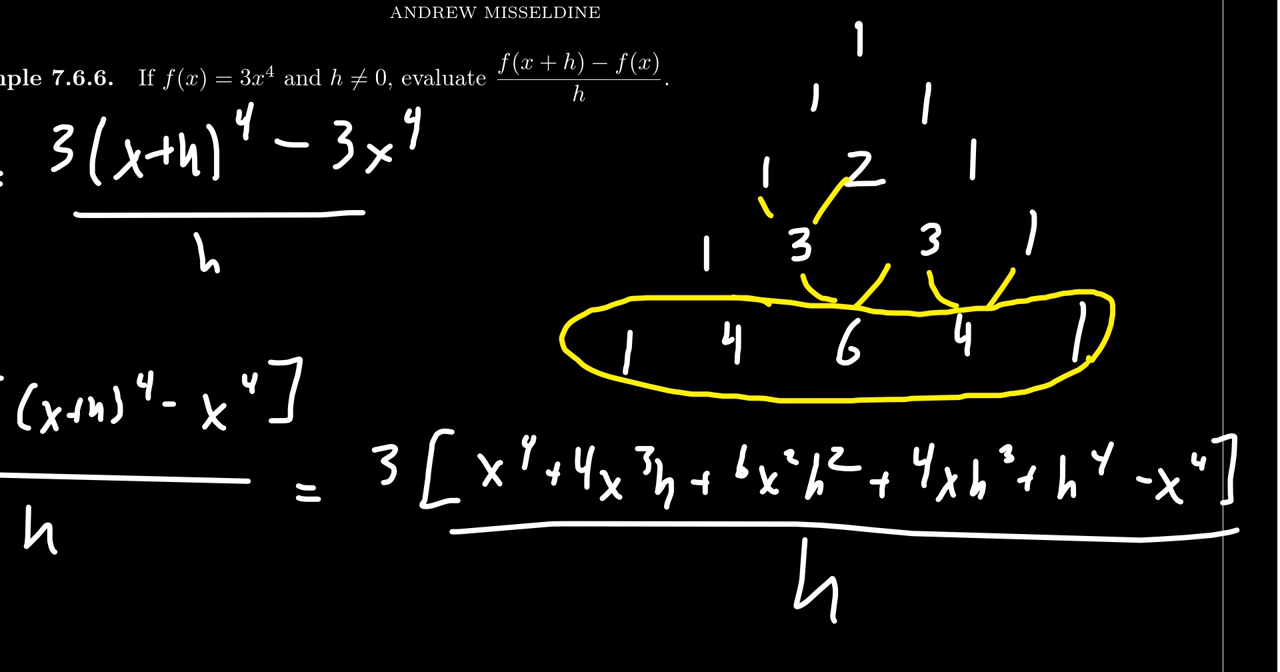 ANDREW MISSELDINE
mple 7.6.6. If f(x) = 3x⁴ and h ≠ 0, evaluate (f(x + h) − f(x))/h.
3(x+h)⁴ − 3x⁴
h
1
1 1
1 2 1
1 3 3 1
1 4 6 4 1
(x+h)⁴ - x⁴]
h
=
3[x⁴+4x³h+6x²h²+4xh³+h⁴-x⁴]
h